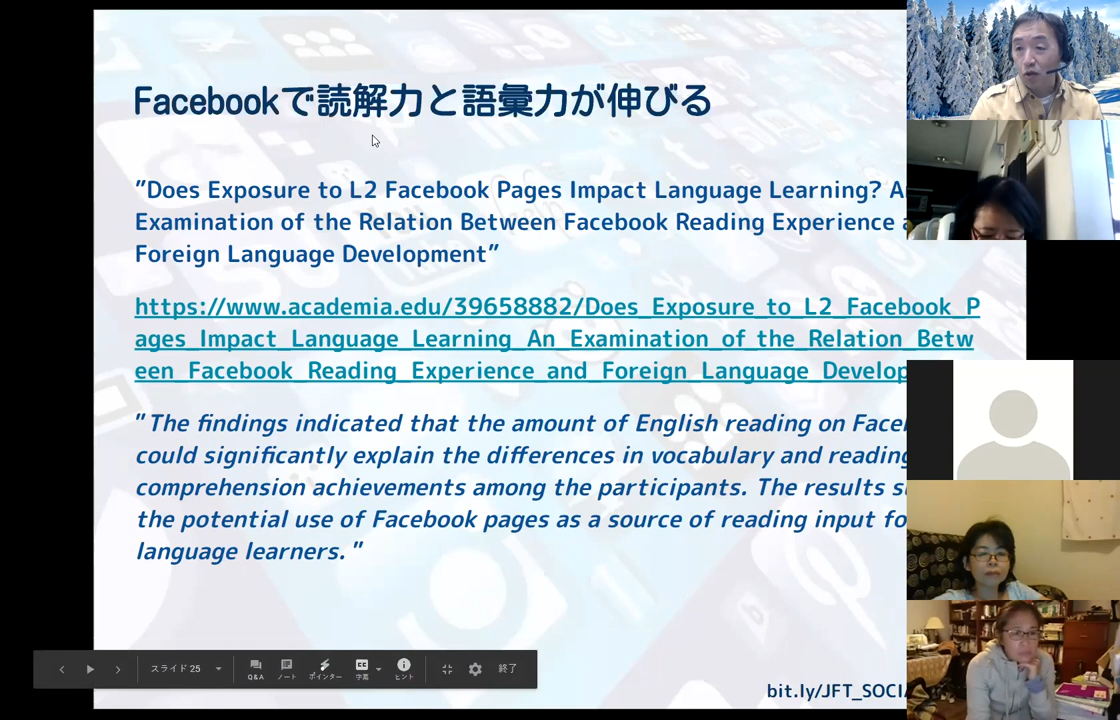 Facebookで読解力と語彙力が伸びる
"Does Exposure to L2 Facebook Pages Impact Language Learning? A
Examination of the Relation Between Facebook Reading Experience a
Foreign Language Development"
https://www.academia.edu/39658882/Does_Exposure_to_L2_Facebook_P
ages_Impact_Language_Learning_An_Examination_of_the_Relation_Betw
een_Facebook_Reading_Experience_and_Foreign_Language_Develop
"The findings indicated that the amount of English reading on Face
could significantly explain the differences in vocabulary and reading
comprehension achievements among the participants. The results s
the potential use of Facebook pages as a source of reading input fo
language learners."
スライド 25
Q&A
ノート
ポインター
字幕
ヒント
終了
bit.ly/JFT_SOCI